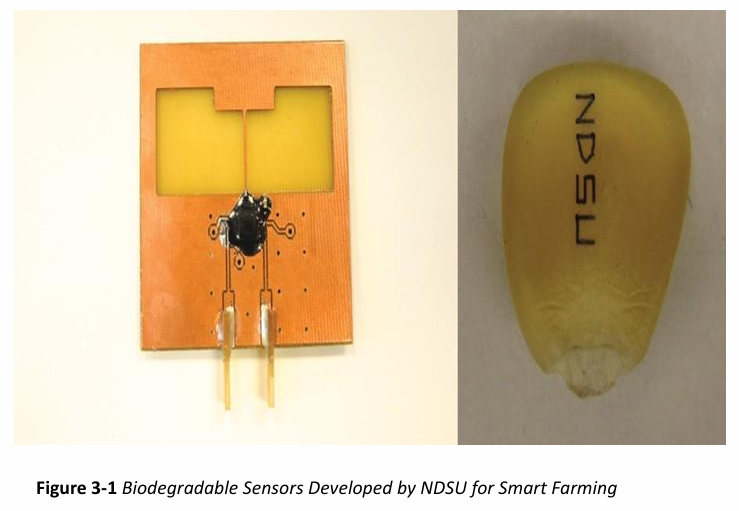 NDSU
Figure 3-1 Biodegradable Sensors Developed by NDSU for Smart Farming